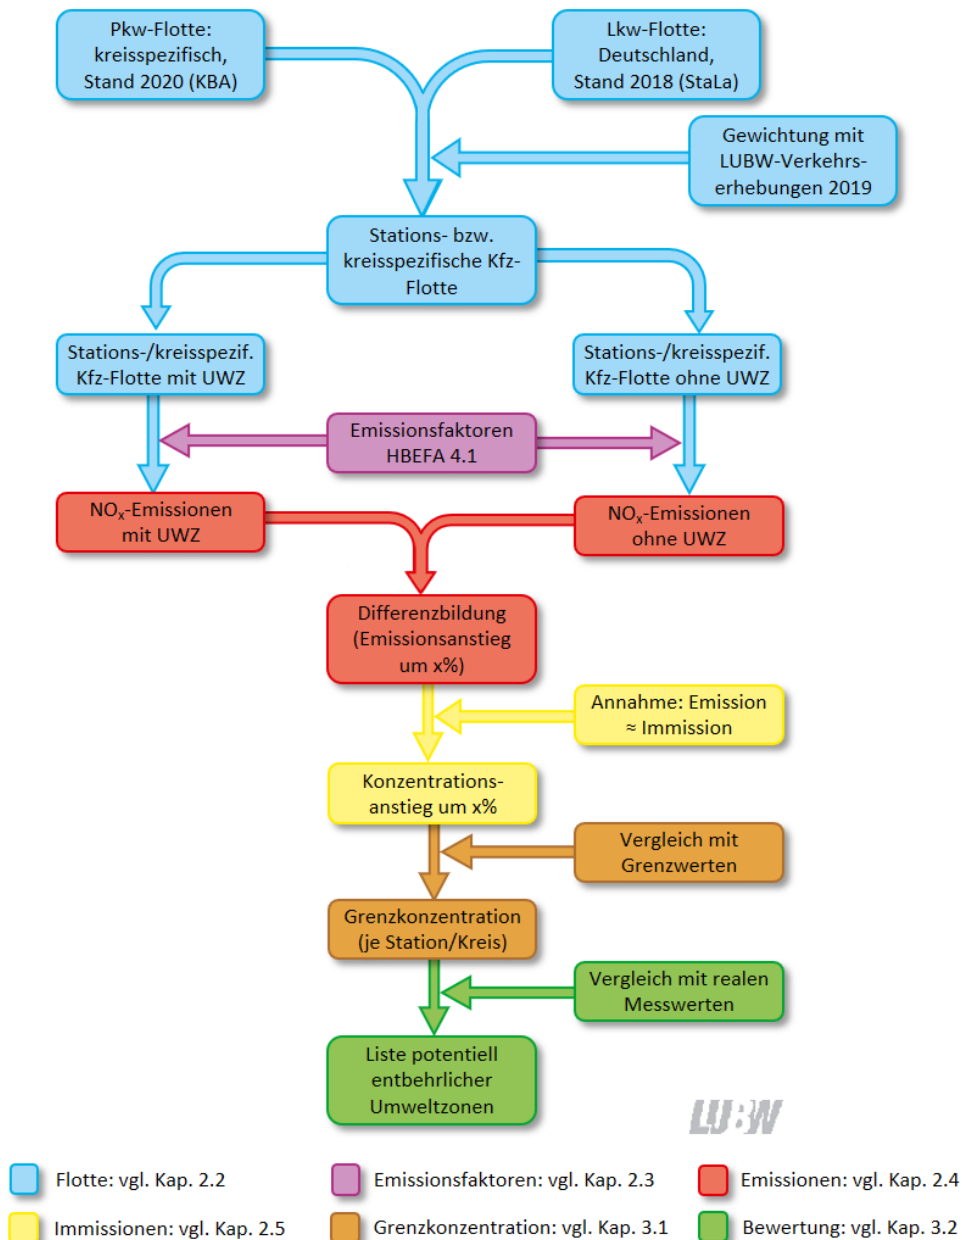 Pkw-Flotte:
kreisspezifisch,
Stand 2020 (KBA)
Lkw-Flotte:
Deutschland,
Stand 2018 (StaLa)
Gewichtung mit
LUBW-Verkehrs-
erhebungen 2019
Stations- bzw.
kreisspezifische Kfz-
Flotte
Stations-/kreisspezif.
Kfz-Flotte mit UWZ
Stations-/kreisspezif.
Kfz-Flotte ohne UWZ
Emissionsfaktoren
HBEFA 4.1
NOₓ-Emissionen
mit UWZ
NOₓ-Emissionen
ohne UWZ
Differenzbildung
(Emissionsanstieg
um x%)
Annahme: Emission
≈ Immission
Konzentrations-
anstieg um x%
Vergleich mit
Grenzwerten
Grenzkonzentration
(je Station/Kreis)
Vergleich mit realen
Messwerten
Liste potentiell
entbehrlicher
Umweltzonen
LUBW
Flotte: vgl. Kap. 2.2
Emissionsfaktoren: vgl. Kap. 2.3
Emissionen: vgl. Kap. 2.4
Immissionen: vgl. Kap. 2.5
Grenzkonzentration: vgl. Kap. 3.1
Bewertung: vgl. Kap. 3.2